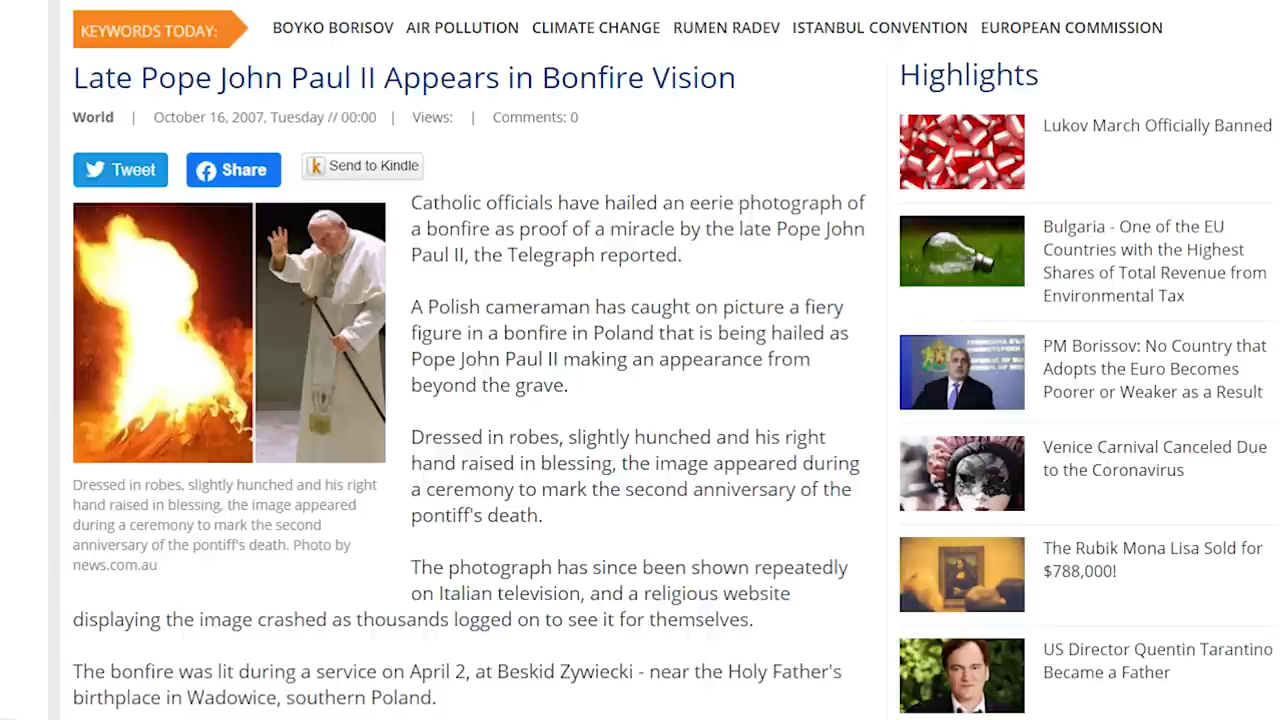 KEYWORDS TODAY:
BOYKO BORISOV AIR POLLUTION CLIMATE CHANGE RUMEN RADEV ISTANBUL CONVENTION EUROPEAN COMMISSION
Late Pope John Paul II Appears in Bonfire Vision
World | October 16, 2007, Tuesday // 00:00 | Views: | Comments: 0
Tweet
Share
Send to Kindle
Catholic officials have hailed an eerie photograph of
a bonfire as proof of a miracle by the late Pope John
Paul II, the Telegraph reported.
A Polish cameraman has caught on picture a fiery
figure in a bonfire in Poland that is being hailed as
Pope John Paul II making an appearance from
beyond the grave.
Dressed in robes, slightly hunched and his right
hand raised in blessing, the image appeared during
a ceremony to mark the second anniversary of the
pontiff's death.
Dressed in robes, slightly hunched and his right
hand raised in blessing, the image appeared
during a ceremony to mark the second
anniversary of the pontiff's death. Photo by
news.com.au
The photograph has since been shown repeatedly
on Italian television, and a religious website
displaying the image crashed as thousands logged on to see it for themselves.
The bonfire was lit during a service on April 2, at Beskid Zywiecki - near the Holy Father's
birthplace in Wadowice, southern Poland.
Highlights
Lukov March Officially Banned
Bulgaria - One of the EU
Countries with the Highest
Shares of Total Revenue from
Environmental Tax
PM Borissov: No Country that
Adopts the Euro Becomes
Poorer or Weaker as a Result
Venice Carnival Canceled Due
to the Coronavirus
The Rubik Mona Lisa Sold for
$788,000!
US Director Quentin Tarantino
Became a Father